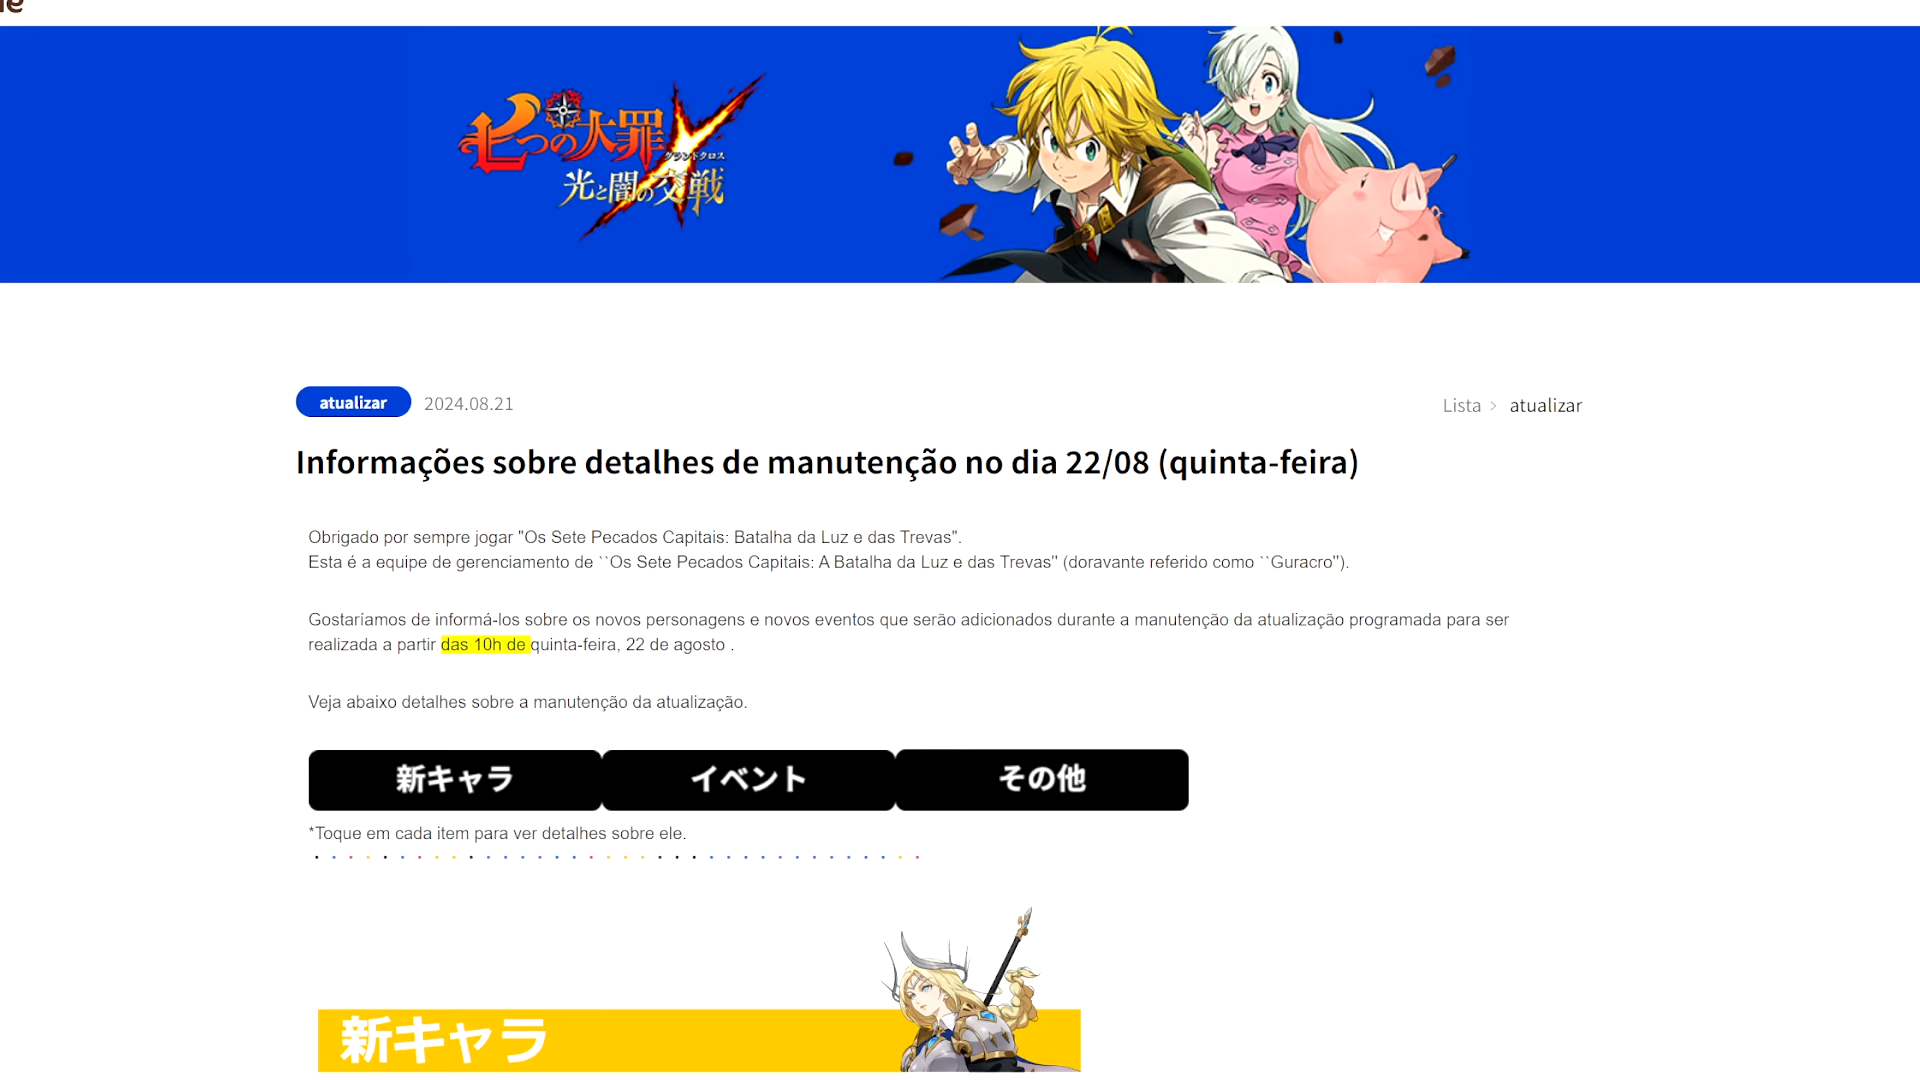 七つの大罪
グランドクロス
光と闇の交戦
atualizar 2024.08.21
Lista > atualizar
Informações sobre detalhes de manutenção no dia 22/08 (quinta-feira)
Obrigado por sempre jogar "Os Sete Pecados Capitais: Batalha da Luz e das Trevas".
Esta é a equipe de gerenciamento de ``Os Sete Pecados Capitais: A Batalha da Luz e das Trevas'' (doravante referido como ``Guracro'').
Gostaríamos de informá-los sobre os novos personagens e novos eventos que serão adicionados durante a manutenção da atualização programada para ser
realizada a partir das 10h de quinta-feira, 22 de agosto .
Veja abaixo detalhes sobre a manutenção da atualização.
新キャラ イベント その他
*Toque em cada item para ver detalhes sobre ele.
新キャラ